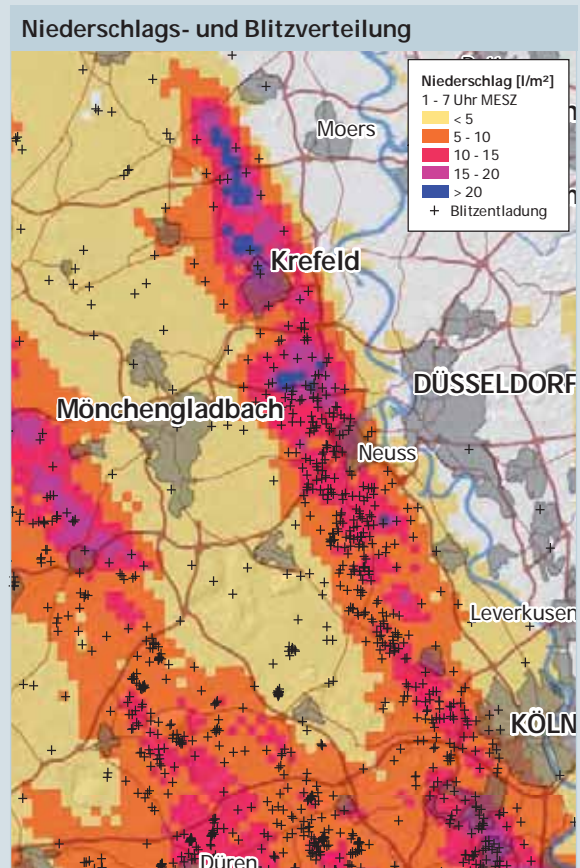 Niederschlags- und Blitzverteilung
Niederschlag [l/m²]
1 - 7 Uhr MESZ
< 5
5 - 10
10 - 15
15 - 20
> 20
+ Blitzentladung
Moers
Krefeld
DÜSSELDORF
Mönchengladbach
Neuss
Leverkusen
KÖLN
Düren